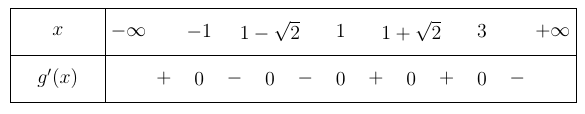 x −∞ −1 1 − √2 1 1 + √2 3 +∞
g′(x) + 0 − 0 − 0 + 0 + 0 −